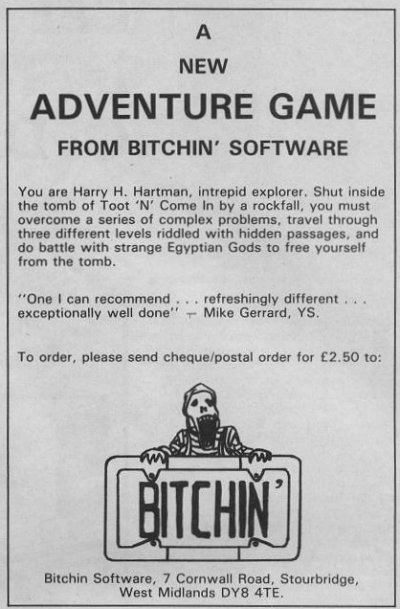 A
NEW
ADVENTURE GAME
FROM BITCHIN' SOFTWARE
You are Harry H. Hartman, intrepid explorer. Shut inside
the tomb of Toot 'N' Come In by a rockfall, you must
overcome a series of complex problems, travel through
three different levels riddled with hidden passages, and
do battle with strange Egyptian Gods to free yourself
from the tomb.
''One I can recommend . . . refreshingly different . . .
exceptionally well done'' — Mike Gerrard, YS.
To order, please send cheque/postal order for £2.50 to:
BITCHIN'
Bitchin Software, 7 Cornwall Road, Stourbridge,
West Midlands DY8 4TE.